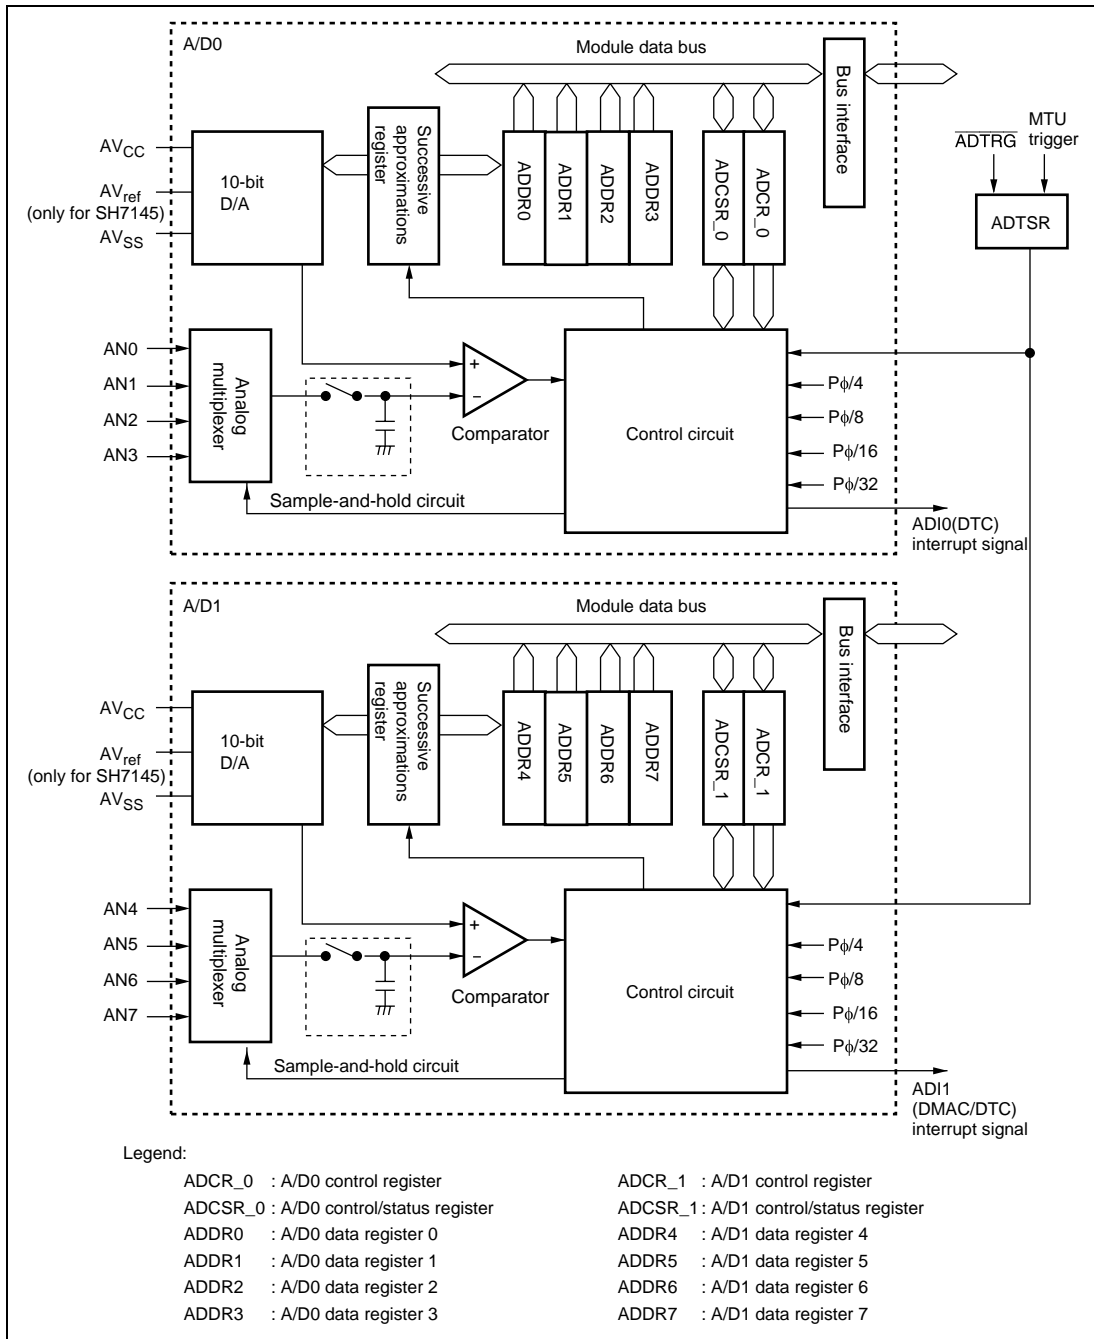 A/D0
Module data bus
Bus interface
ADTRG
MTU
trigger
ADTSR
AVCC
AVref
(only for SH7145)
AVSS
10-bit
D/A
Successive
approximations
register
ADDR0
ADDR1
ADDR2
ADDR3
ADCSR_0
ADCR_0
AN0
AN1
AN2
AN3
Analog
multiplexer
+
−
Comparator
Sample-and-hold circuit
Control circuit
Pϕ/4
Pϕ/8
Pϕ/16
Pϕ/32
ADI0(DTC)
interrupt signal
A/D1
Module data bus
Bus interface
AVCC
AVref
(only for SH7145)
AVSS
10-bit
D/A
Successive
approximations
register
ADDR4
ADDR5
ADDR6
ADDR7
ADCSR_1
ADCR_1
AN4
AN5
AN6
AN7
Analog
multiplexer
+
−
Comparator
Sample-and-hold circuit
Control circuit
Pϕ/4
Pϕ/8
Pϕ/16
Pϕ/32
ADI1
(DMAC/DTC)
interrupt signal
Legend:
ADCR_0 : A/D0 control register
ADCSR_0 : A/D0 control/status register
ADDR0 : A/D0 data register 0
ADDR1 : A/D0 data register 1
ADDR2 : A/D0 data register 2
ADDR3 : A/D0 data register 3
ADCR_1 : A/D1 control register
ADCSR_1 : A/D1 control/status register
ADDR4 : A/D1 data register 4
ADDR5 : A/D1 data register 5
ADDR6 : A/D1 data register 6
ADDR7 : A/D1 data register 7